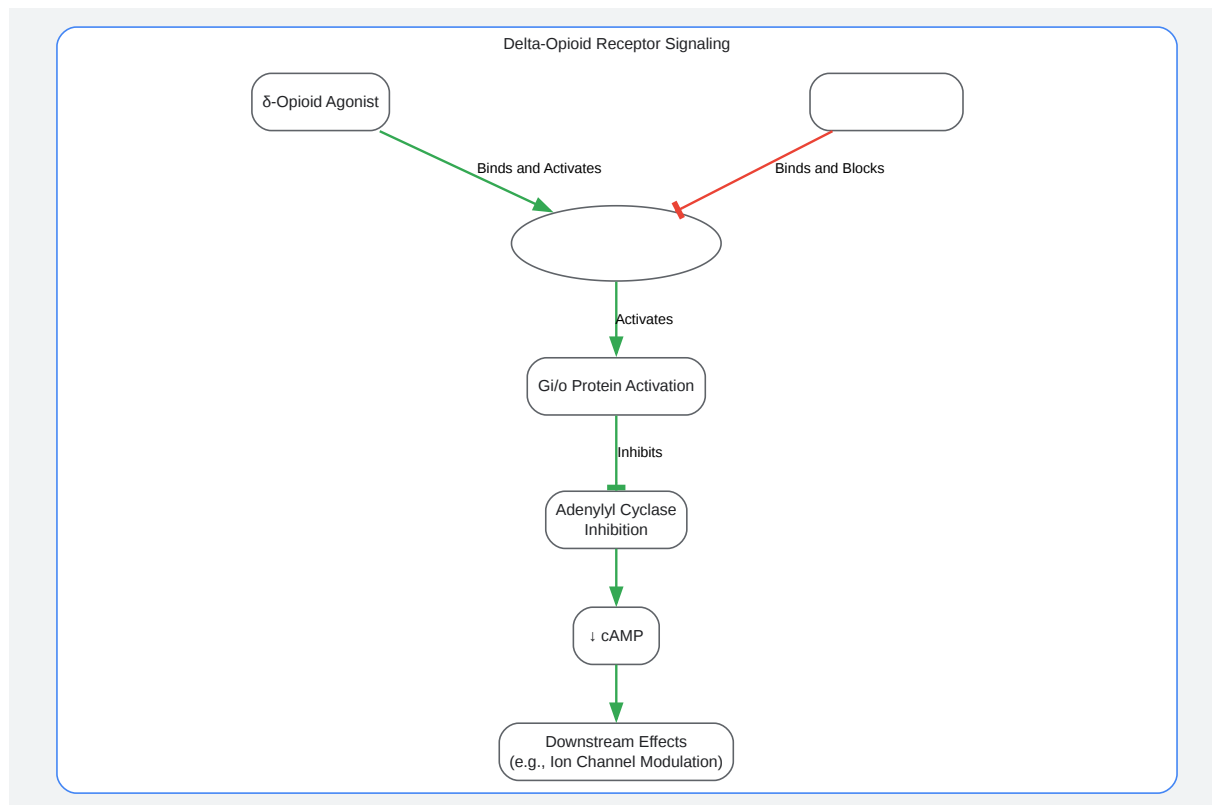 Delta-Opioid Receptor Signaling
δ-Opioid Agonist
Binds and Activates
Binds and Blocks
Activates
Gi/o Protein Activation
Inhibits
Adenylyl Cyclase
Inhibition
↓ cAMP
Downstream Effects
(e.g., Ion Channel Modulation)